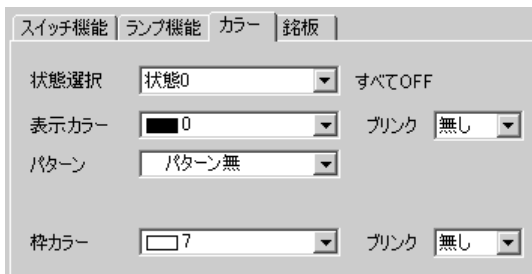 スイッチ機能 ランプ機能 カラー 銘板
状態選択 状態0 すべてOFF
表示カラー 0 ブリンク 無し
パターン パターン無
枠カラー 7 ブリンク 無し